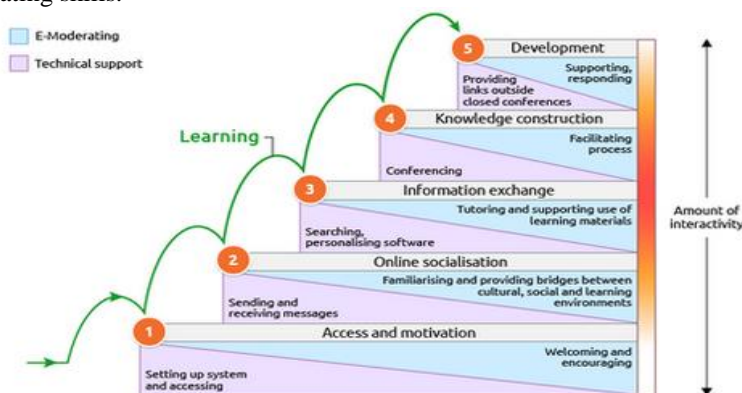 E-Moderating
Technical support
Learning
5
Development
Supporting,
responding
Providing
links outside
closed conferences
4
Knowledge construction
Facilitating
process
Conferencing
3
Information exchange
Tutoring and supporting use of
learning materials
Searching,
personalising software
2
Online socialisation
Familiarising and providing bridges between
cultural, social and learning
environments
Sending and
receiving messages
1
Access and motivation
Welcoming and
encouraging
Setting up system
and accessing
Amount of
interactivity